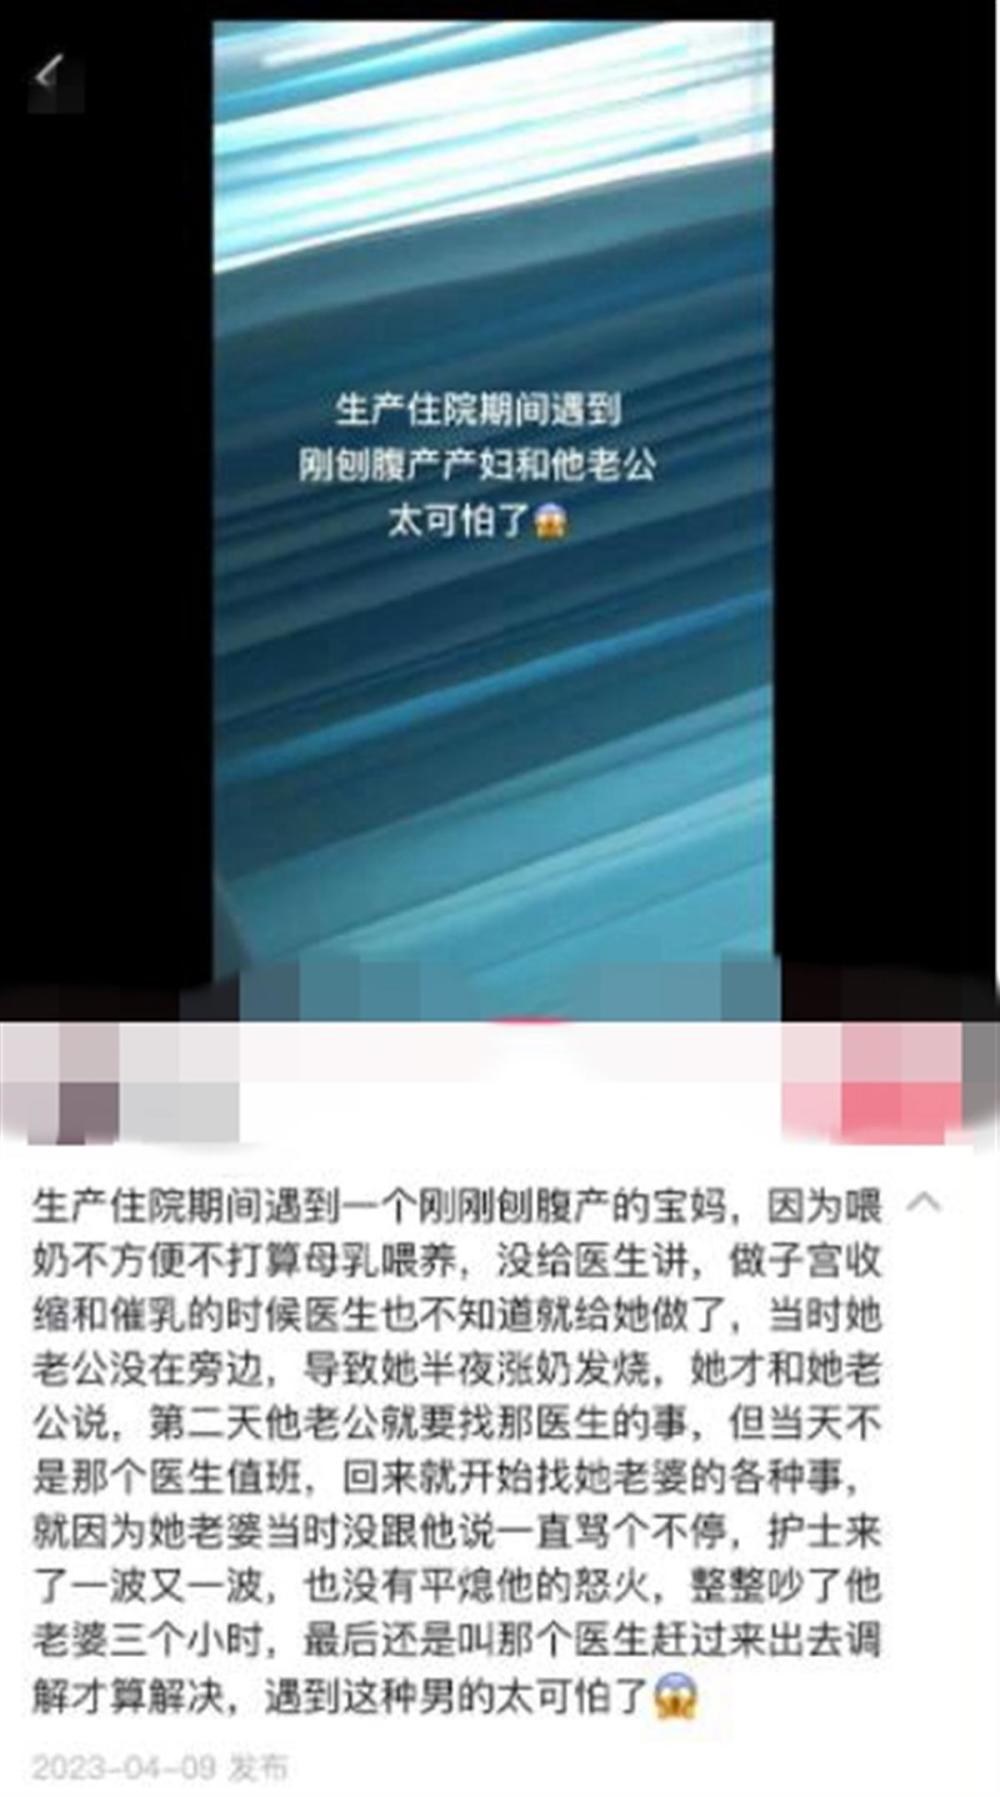 生产住院期间遇到
刚刨腹产产妇和他老公
太可怕了😱
生产住院期间遇到一个刚刚刨腹产的宝妈，因为喂
奶不方便不打算母乳喂养，没给医生讲，做子宫收
缩和催乳的时候医生也不知道就给她做了，当时她
老公没在旁边，导致她半夜涨奶发烧，她才和她老
公说，第二天他老公就要找那医生的事，但当天不
是那个医生值班，回来就开始找她老婆的各种事，
就因为她老婆当时没跟他说一直骂个不停，护士来
了一波又一波，也没有平熄他的怒火，整整吵了他
老婆三个小时，最后还是叫那个医生赶过来出去调
解才算解决，遇到这种男的太可怕了😱
2023-04-09 发布